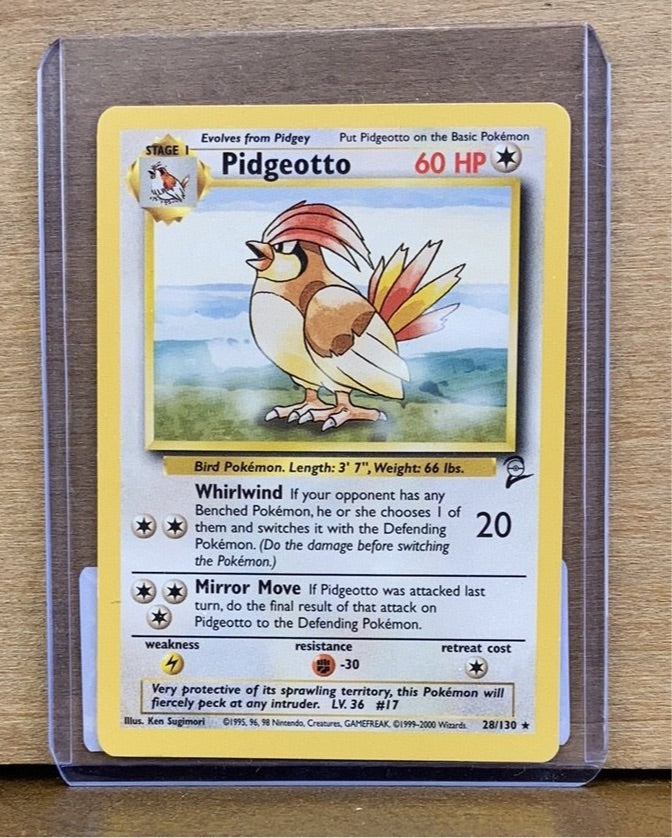 Evolves from Pidgey Put Pidgeotto on the Basic Pokémon
STAGE 1
Pidgeotto 60 HP
Bird Pokémon. Length: 3' 7", Weight: 66 lbs.
Whirlwind If your opponent has any
Benched Pokémon, he or she chooses 1 of
them and switches it with the Defending
Pokémon. (Do the damage before switching
the Pokémon.)
20
Mirror Move If Pidgeotto was attacked last
turn, do the final result of that attack on
Pidgeotto to the Defending Pokémon.
weakness resistance retreat cost
-30
Very protective of its sprawling territory, this Pokémon will
fiercely peck at any intruder. LV. 36 #17
Illus. Ken Sugimori ©1995, 96, 98 Nintendo, Creatures, GAMEFREAK. ©1999-2000 Wizards. 28/130 ★